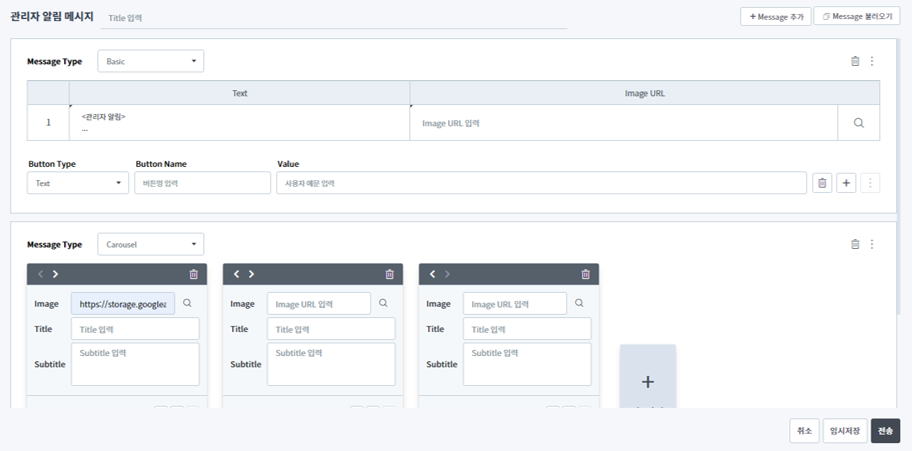 관리자 알림 메시지
Title 입력
+ Message 추가
Message 불러오기
Message Type
Basic
Text
Image URL
1
<관리자 알림>
...
Image URL 입력
Button Type
Button Name
Value
Text
버튼명 입력
사용자 예문 입력
Message Type
Carousel
Image
https://storage.googlea
Image
Image URL 입력
Image
Image URL 입력
Title
Title 입력
Title
Title 입력
Title
Title 입력
Subtitle
Subtitle 입력
Subtitle
Subtitle 입력
Subtitle
Subtitle 입력
+
취소
임시저장
전송